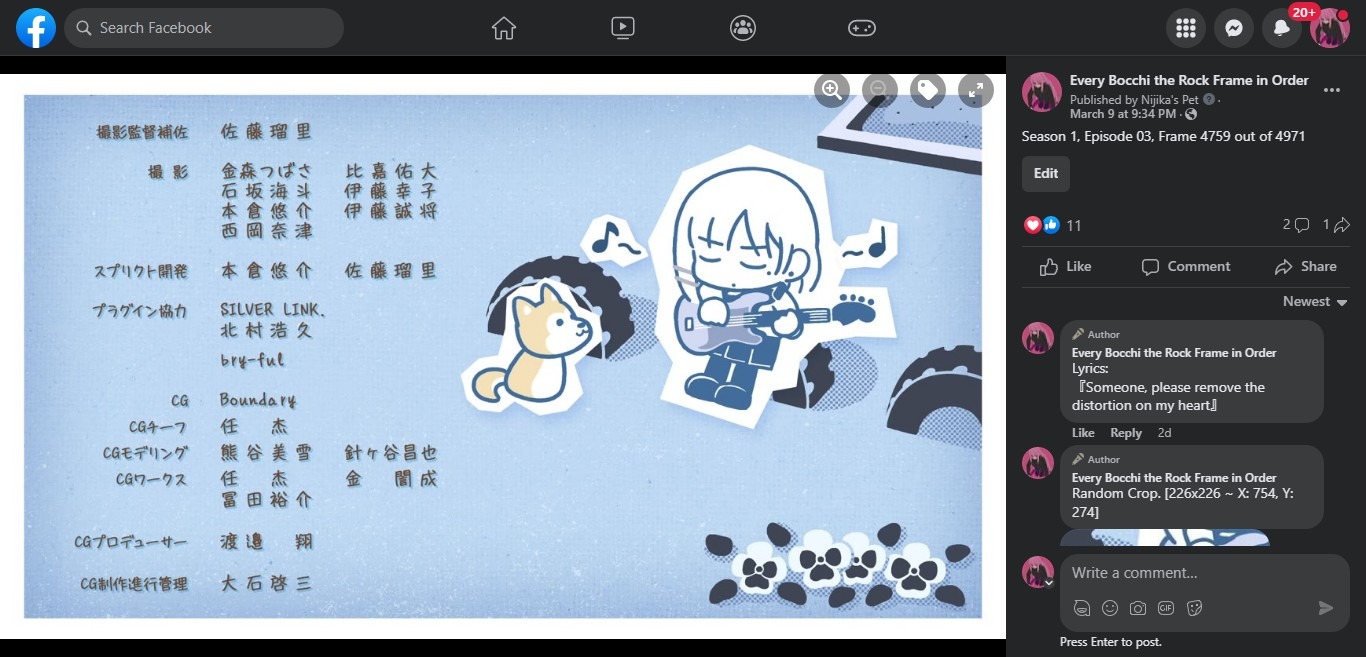 Search Facebook
20+
撮影監督補佐 佐藤瑠里
撮影 金森つばさ 比嘉佑大
石坂海斗 伊藤幸子
本倉悠介 伊藤誠将
西岡奈津
スプリクト開発 本倉悠介 佐藤瑠里
プラグイン協力 SILVER LINK.
北村浩久
bry-ful
CG Boundary
CGチーフ 任 杰
CGモデリング 熊谷美雪 針ヶ谷昌也
CGワークス 任 杰 金 闇成
冨田裕介
CGプロデューサー 渡邉 翔
CG制作進行管理 大石啓三
Every Bocchi the Rock Frame in Order
Published by Nijika's Pet ·
March 9 at 9:34 PM ·
Season 1, Episode 03, Frame 4759 out of 4971
Edit
11
2
1
Like Comment Share
Newest
Author
Every Bocchi the Rock Frame in Order
Lyrics:
『Someone, please remove the
distortion on my heart』
Like Reply 2d
Author
Every Bocchi the Rock Frame in Order
Random Crop. [226x226 ~ X: 754, Y:
274]
Write a comment...
GIF
Press Enter to post.